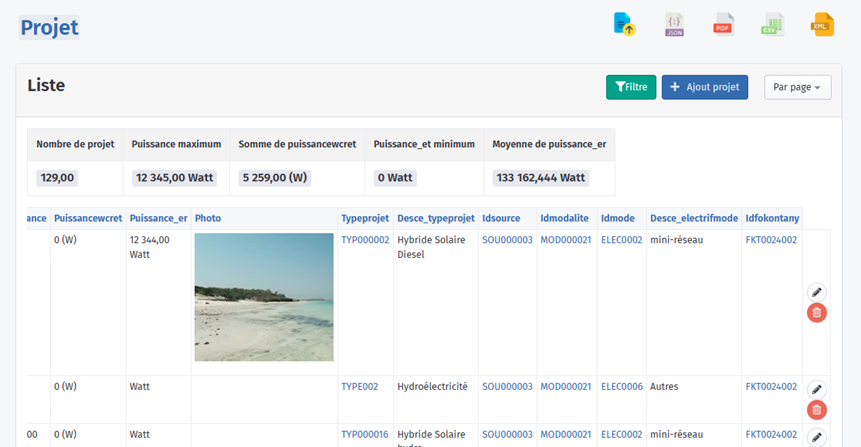 Projet
JSON
PDF
CSV
XML
Liste
Filtre
+ Ajout projet
Par page
Nombre de projet Puissance maximum Somme de puissancewcret Puissance_et minimum Moyenne de puissance_er
129,00 12 345,00 Watt 5 259,00 (W) 0 Watt 133 162,444 Watt
ance Puissancewcret Puissance_er Photo Typeprojet Desce_typeprojet Idsource Idmodalite Idmode Desce_electrifmode Idfokontany
0 (W) 12 344,00 TYP000002 Hybride Solaire SOU000003 MOD000021 ELEC0002 mini-réseau FKT0024002
Watt Diesel
0 (W) Watt TYPE002 Hydroélectricité SOU000003 MOD000021 ELEC0006 Autres FKT0024002
00 0 (W) Watt TYP000016 Hybride Solaire SOU000003 MOD000021 ELEC0002 mini-réseau FKT0024002